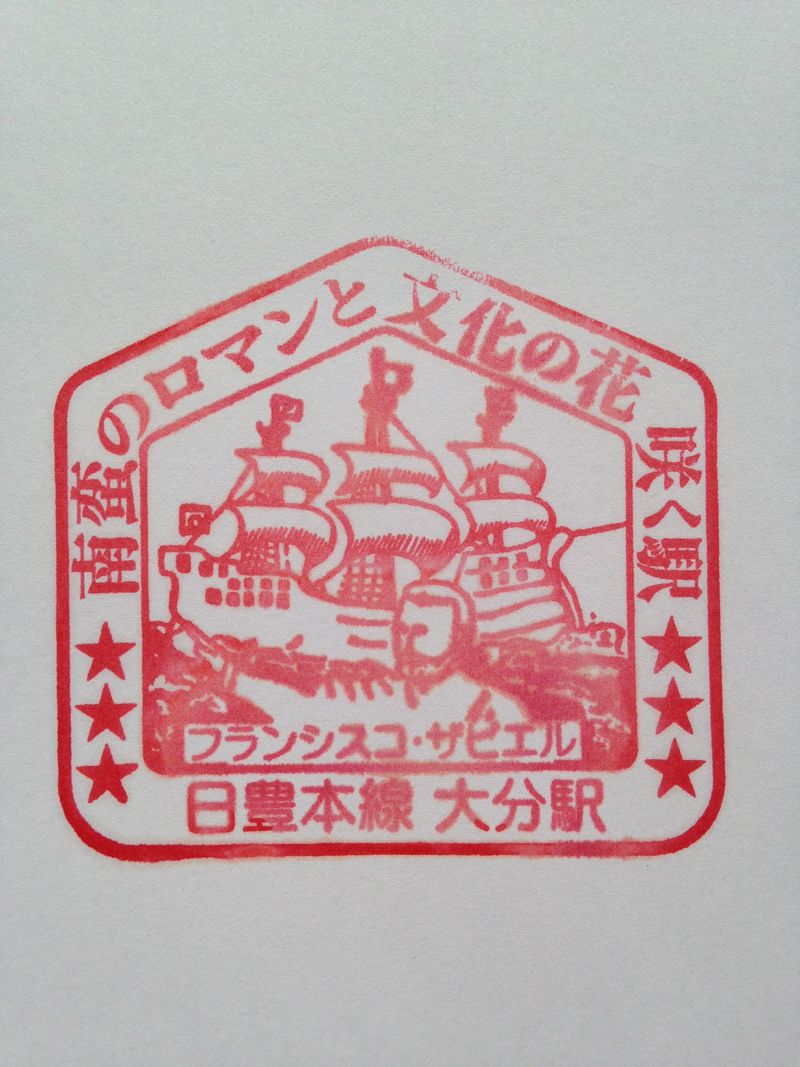 南蛮のロマンと文化の花咲く駅
フランシスコ・ザビエル
日豊本線 大分駅